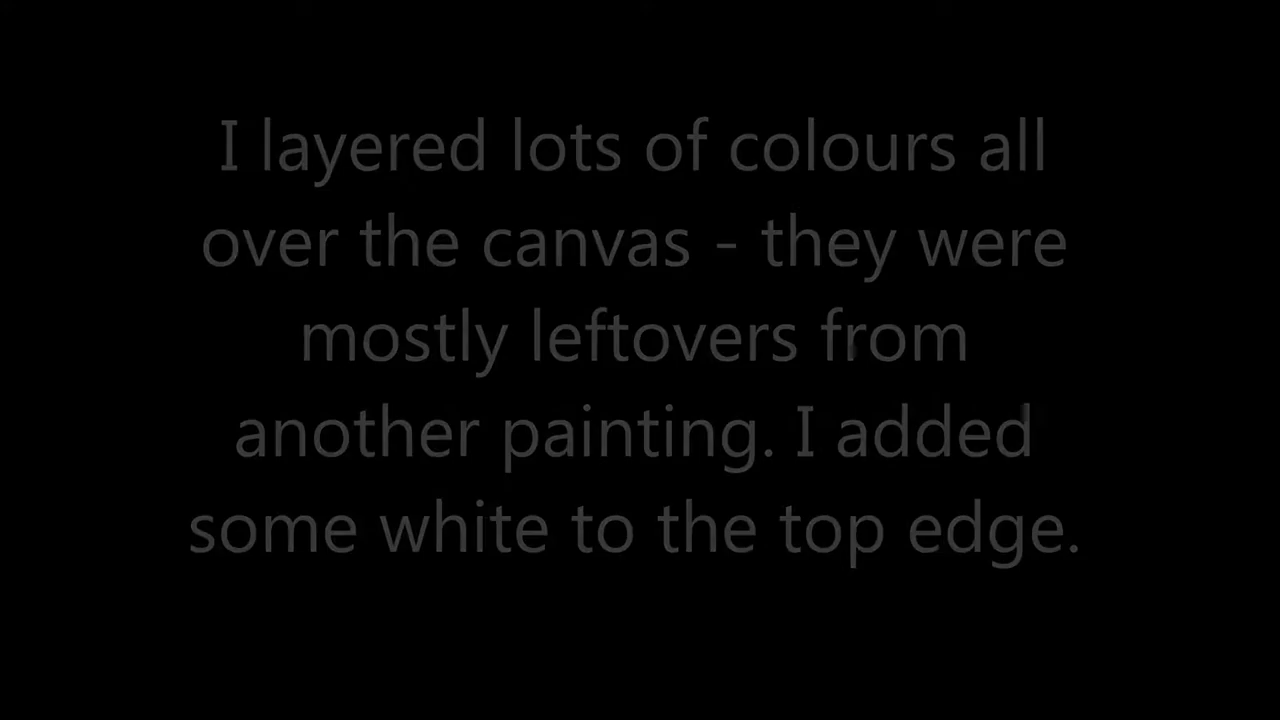 I layered lots of colours all
over the canvas - they were
mostly leftovers from
another painting. I added
some white to the top edge.